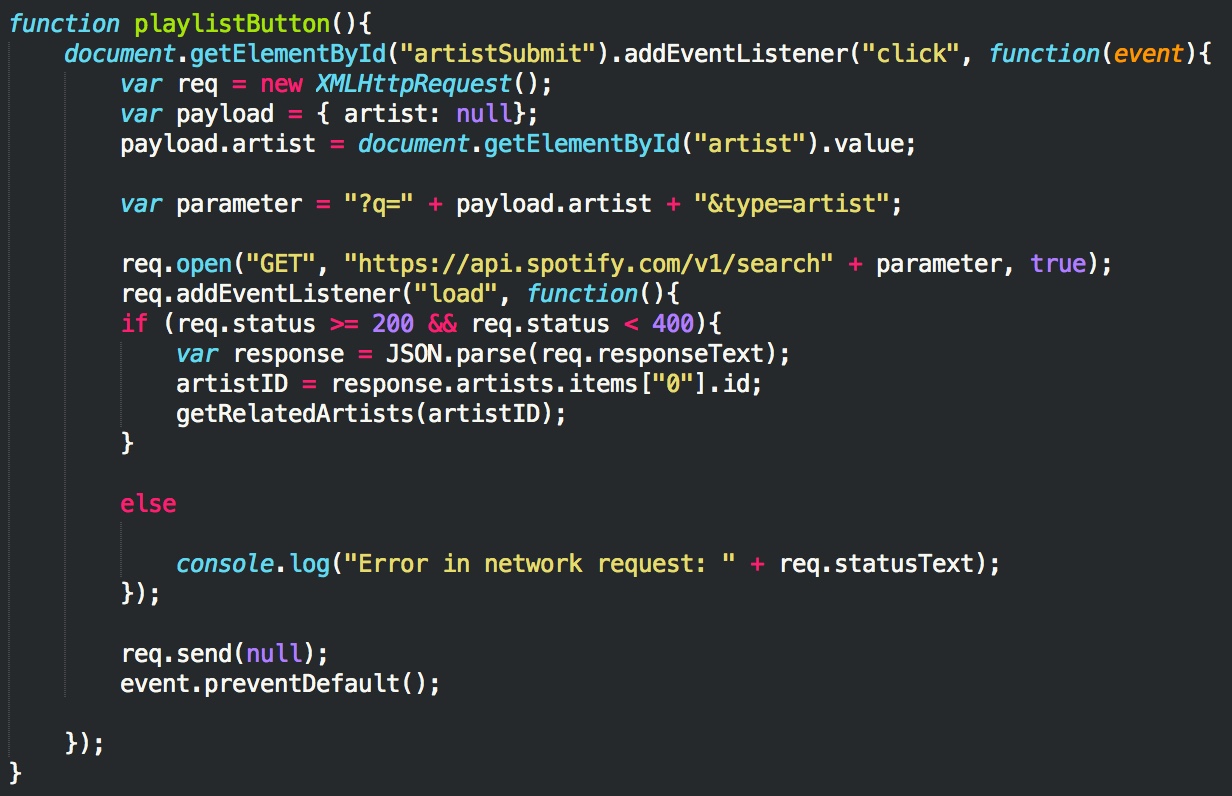 function playlistButton(){
    document.getElementById("artistSubmit").addEventListener("click", function(event){
        var req = new XMLHttpRequest();
        var payload = { artist: null};
        payload.artist = document.getElementById("artist").value;

        var parameter = "?q=" + payload.artist + "&type=artist";

        req.open("GET", "https://api.spotify.com/v1/search" + parameter, true);
        req.addEventListener("load", function(){
        if (req.status >= 200 && req.status < 400){
            var response = JSON.parse(req.responseText);
            artistID = response.artists.items["0"].id;
            getRelatedArtists(artistID);
        }

        else

            console.log("Error in network request: " + req.statusText);
        });

        req.send(null);
        event.preventDefault();

    });
}